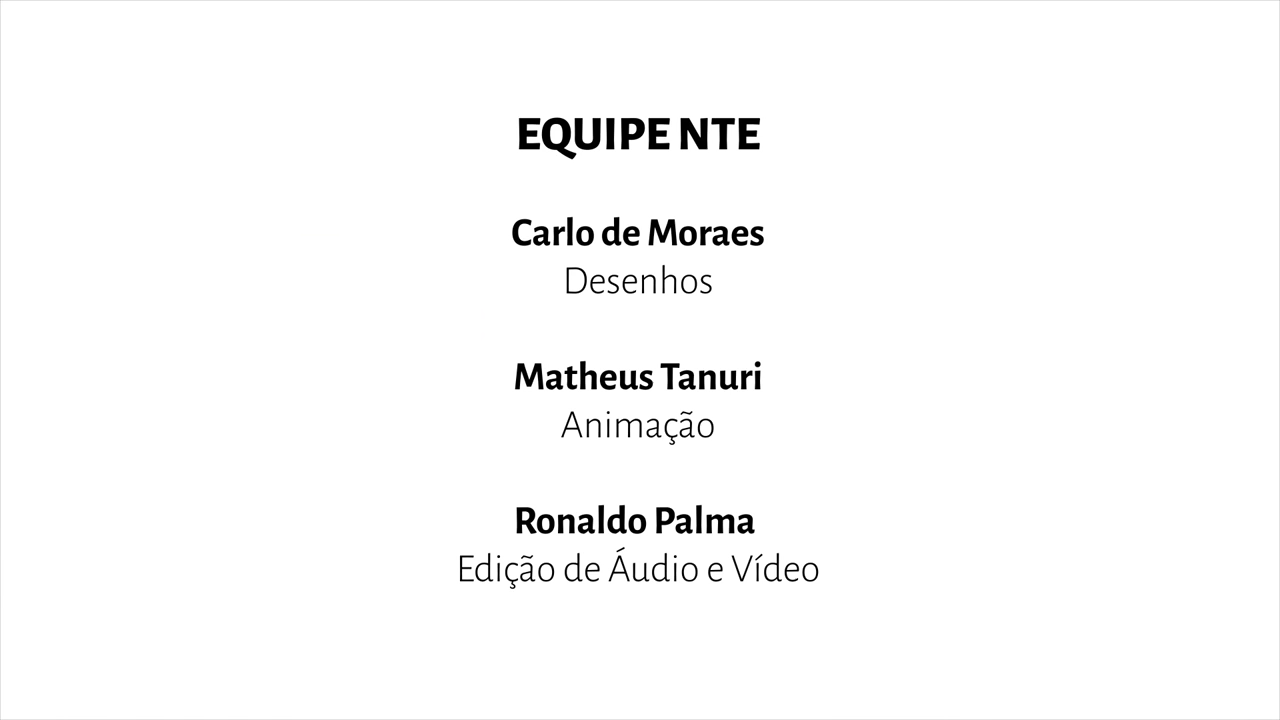 EQUIPE NTE
Carlo de Moraes
Desenhos
Matheus Tanuri
Animação
Ronaldo Palma
Edição de Áudio e Vídeo